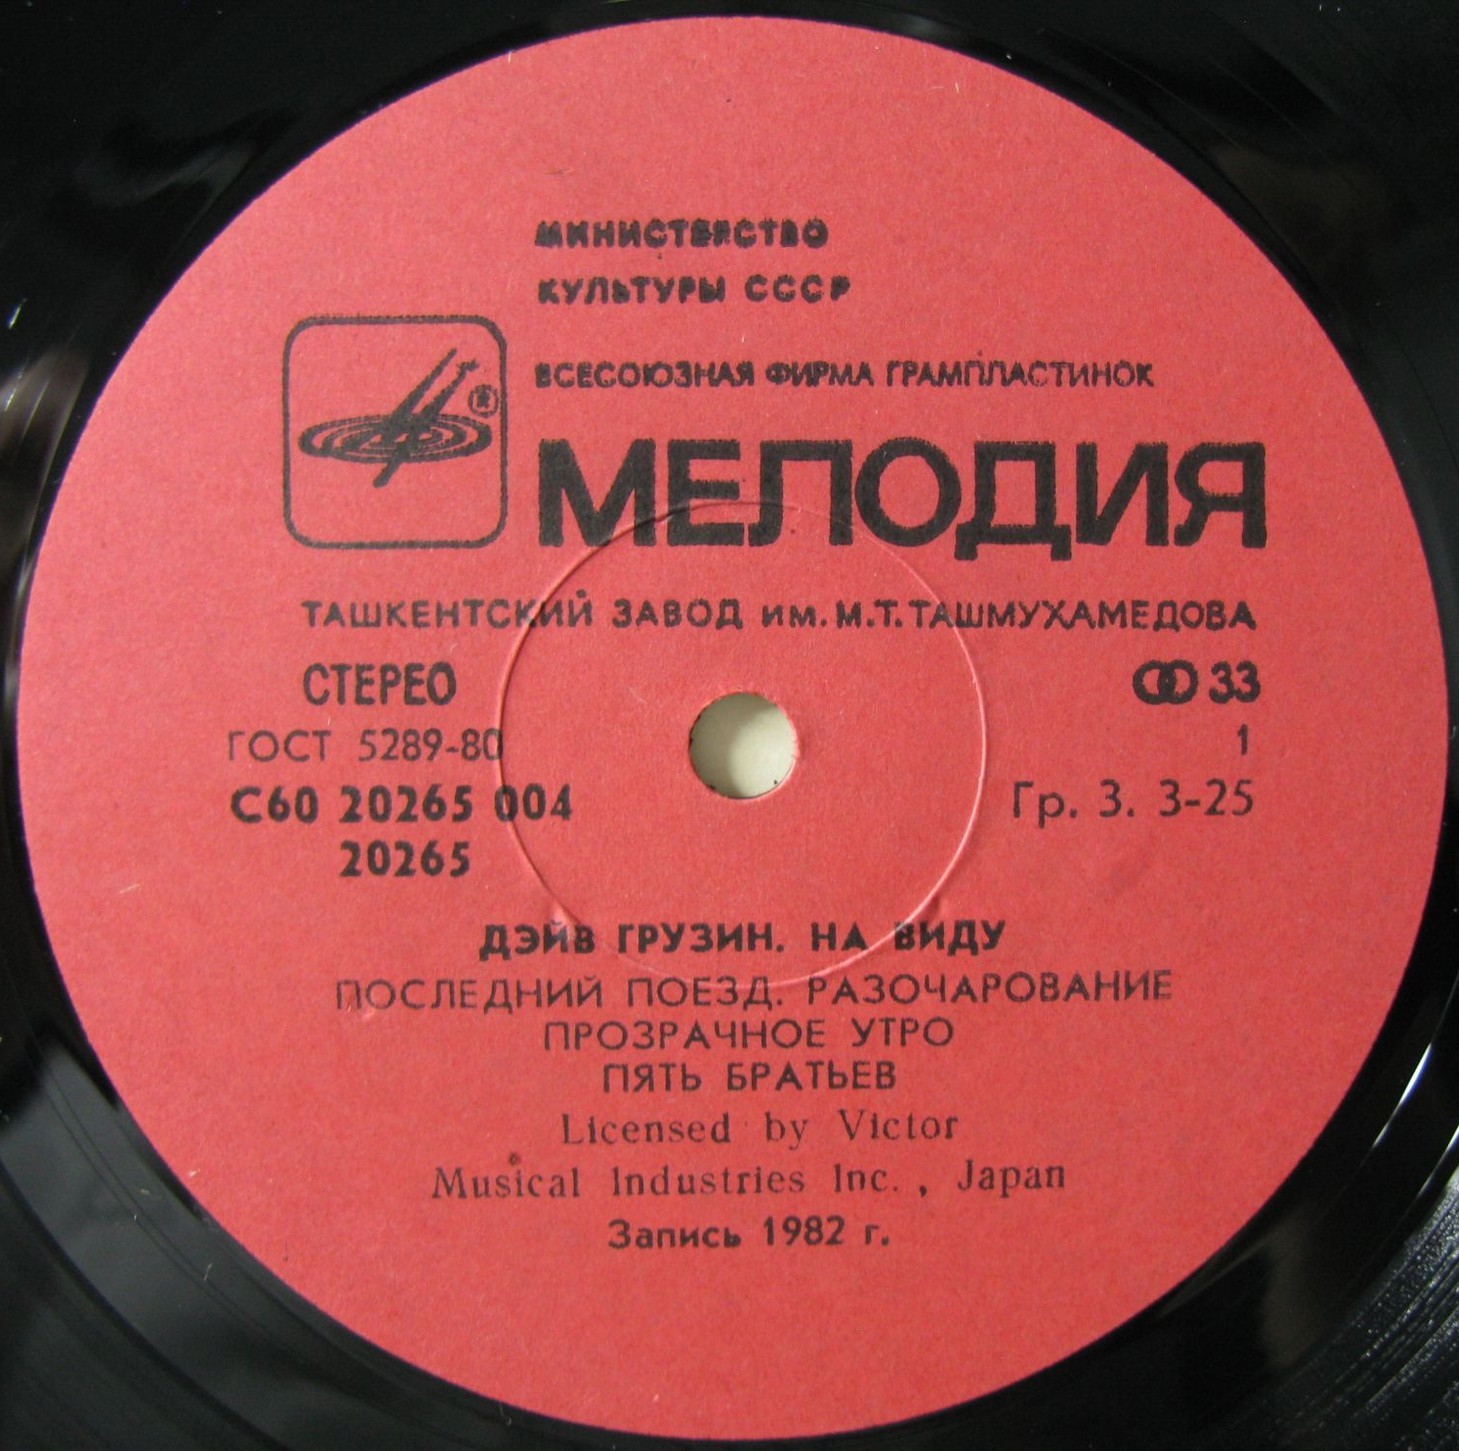 МИНИСТЕРСТВО
КУЛЬТУРЫ СССР
ВСЕСОЮЗНАЯ ФИРМА ГРАМПЛАСТИНОК
®
МЕЛОДИЯ
ТАШКЕНТСКИЙ ЗАВОД им. М.Т. ТАШМУХАМЕДОВА
СТЕРЕО 33
ГОСТ 5289-80 1
С60 20265 004 Гр. 3. 3-25
20265
ДЭЙВ ГРУЗИН. НА ВИДУ
ПОСЛЕДНИЙ ПОЕЗД. РАЗОЧАРОВАНИЕ
ПРОЗРАЧНОЕ УТРО
ПЯТЬ БРАТЬЕВ
Licensed by Victor
Musical Industries Inc., Japan
Запись 1982 г.